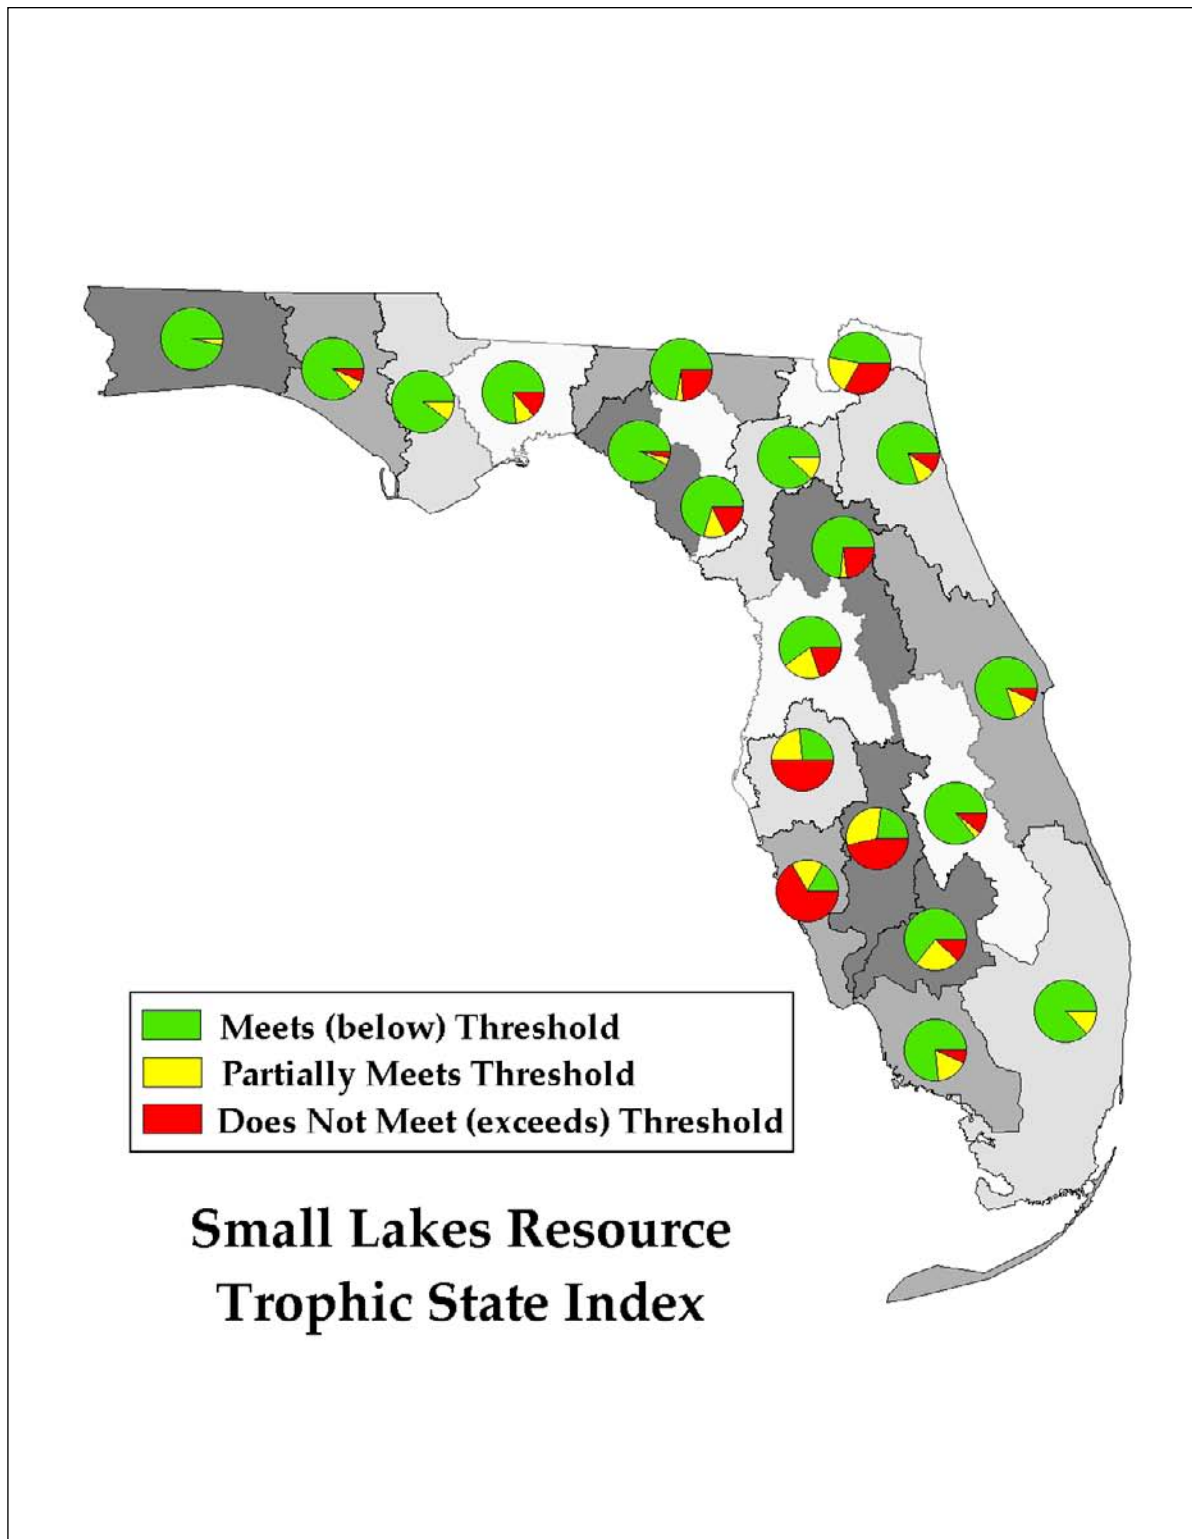 Meets (below) Threshold
Partially Meets Threshold
Does Not Meet (exceeds) Threshold
Small Lakes Resource
Trophic State Index